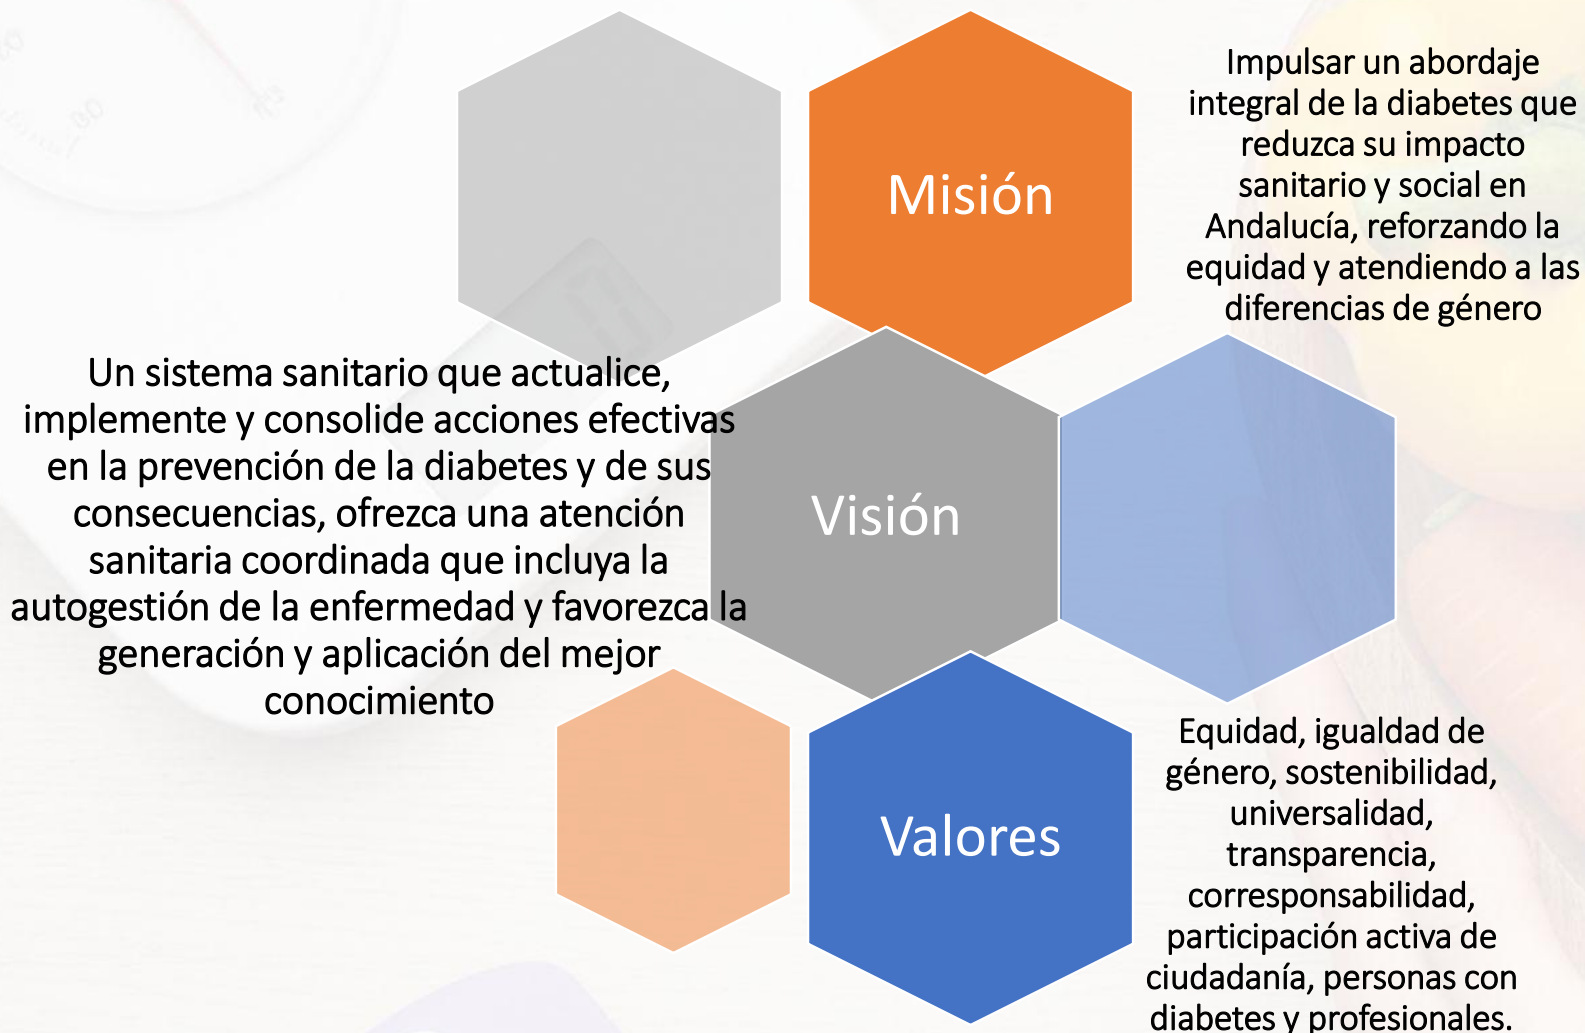 Misión
Impulsar un abordaje
integral de la diabetes que
reduzca su impacto
sanitario y social en
Andalucía, reforzando la
equidad y atendiendo a las
diferencias de género
Visión
Un sistema sanitario que actualice,
implemente y consolide acciones efectivas
en la prevención de la diabetes y de sus
consecuencias, ofrezca una atención
sanitaria coordinada que incluya la
autogestión de la enfermedad y favorezca la
generación y aplicación del mejor
conocimiento
Valores
Equidad, igualdad de
género, sostenibilidad,
universalidad,
transparencia,
corresponsabilidad,
participación activa de
ciudadanía, personas con
diabetes y profesionales.